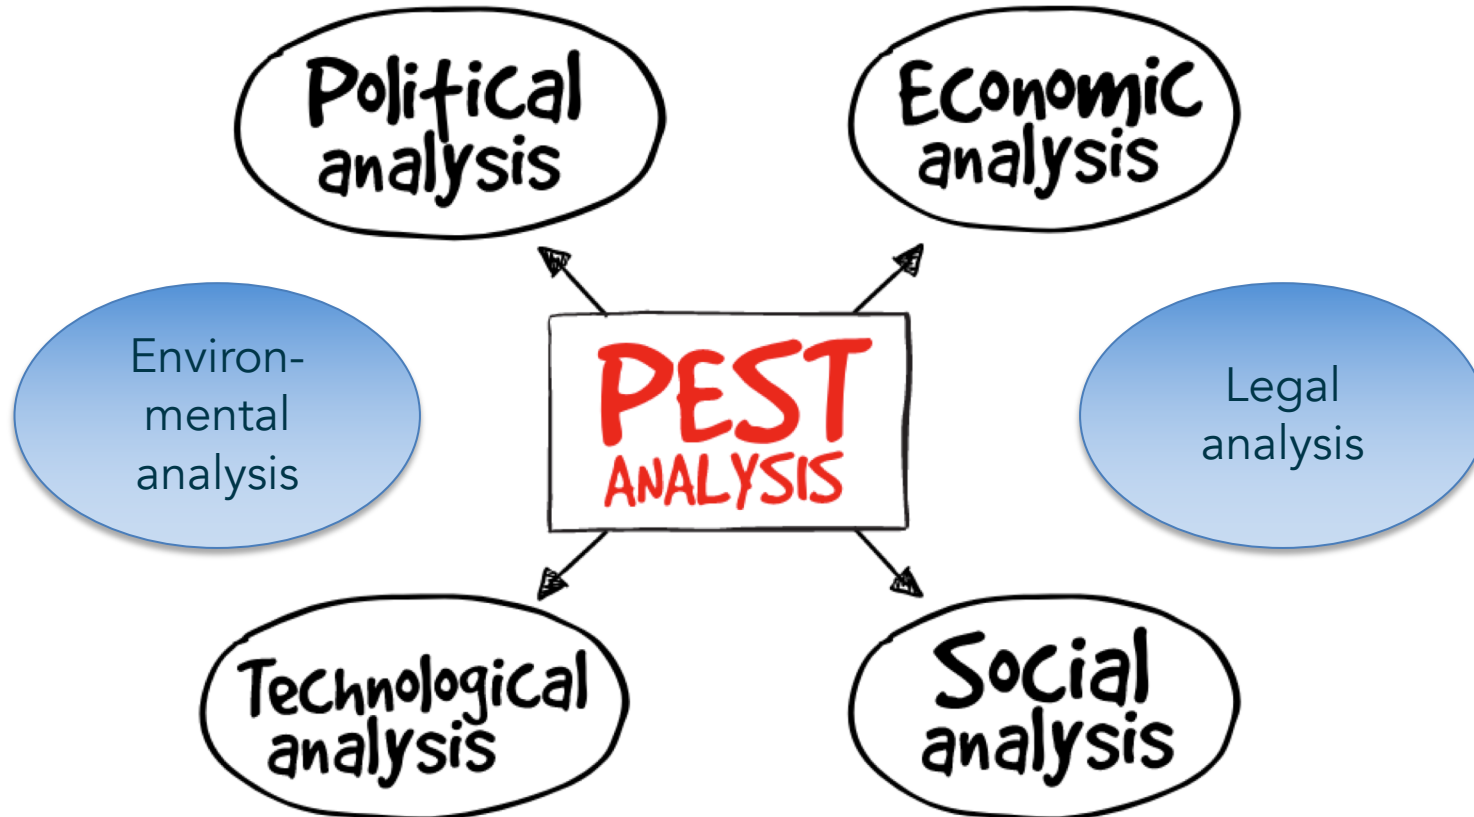 Political
analysis
Economic
analysis
Environ-
mental
analysis
PEST
ANALYSIS
Legal
analysis
Technological
analysis
Social
analysis